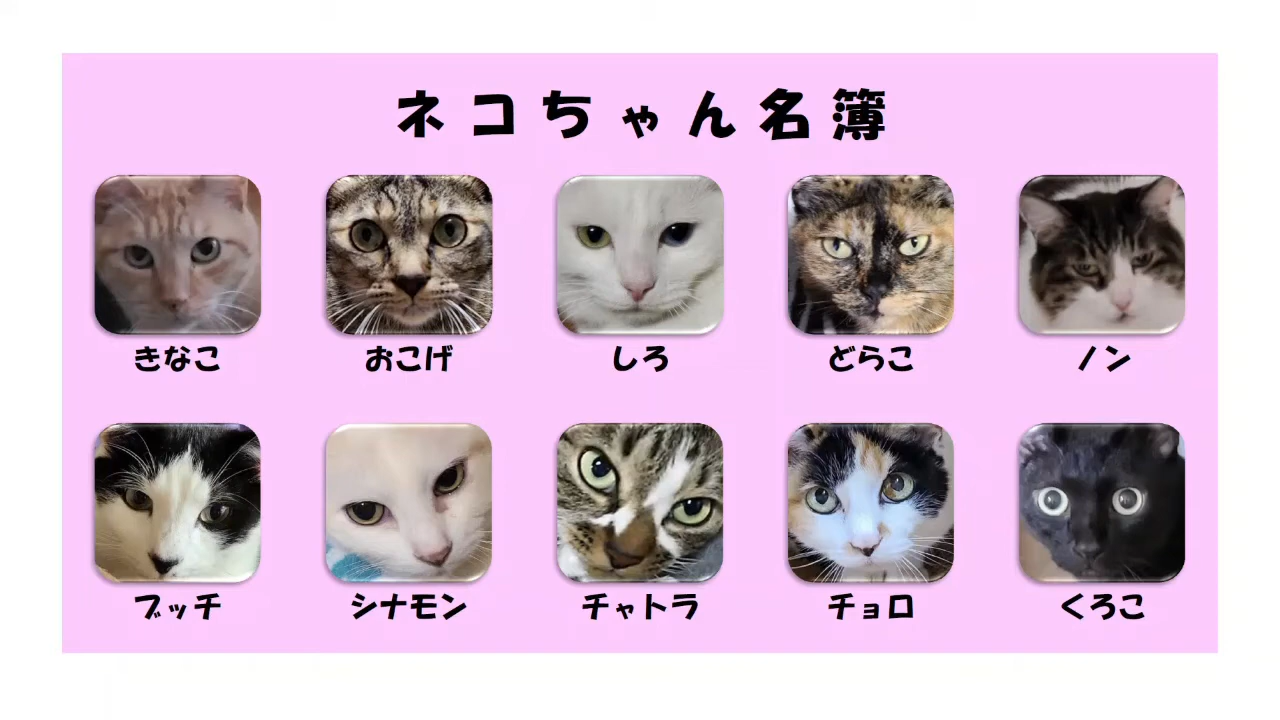 ネコちゃん名簿
きなこ
おこげ
しろ
どらこ
ノン
ブッチ
シナモン
チャトラ
チョロ
くろこ